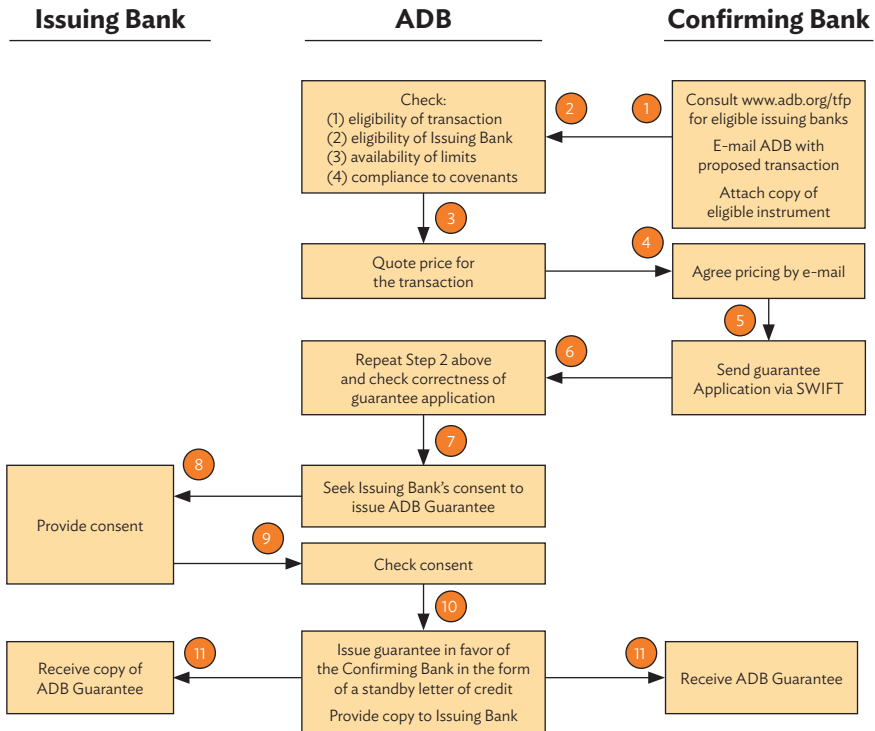 Issuing Bank
ADB
Confirming Bank
Check:
(1) eligibility of transaction
(2) eligibility of Issuing Bank
(3) availability of limits
(4) compliance to covenants
2
1
Consult www.adb.org/tfp
for eligible issuing banks
E-mail ADB with
proposed transaction
Attach copy of
eligible instrument
3
Quote price for
the transaction
4
Agree pricing by e-mail
5
Repeat Step 2 above
and check correctness of
guarantee application
6
Send guarantee
Application via SWIFT
7
8
Seek Issuing Bank's consent to
issue ADB Guarantee
Provide consent
9
Check consent
10
Receive copy of
ADB Guarantee
11
Issue guarantee in favor of
the Confirming Bank in the form
of a standby letter of credit
Provide copy to Issuing Bank
11
Receive ADB Guarantee